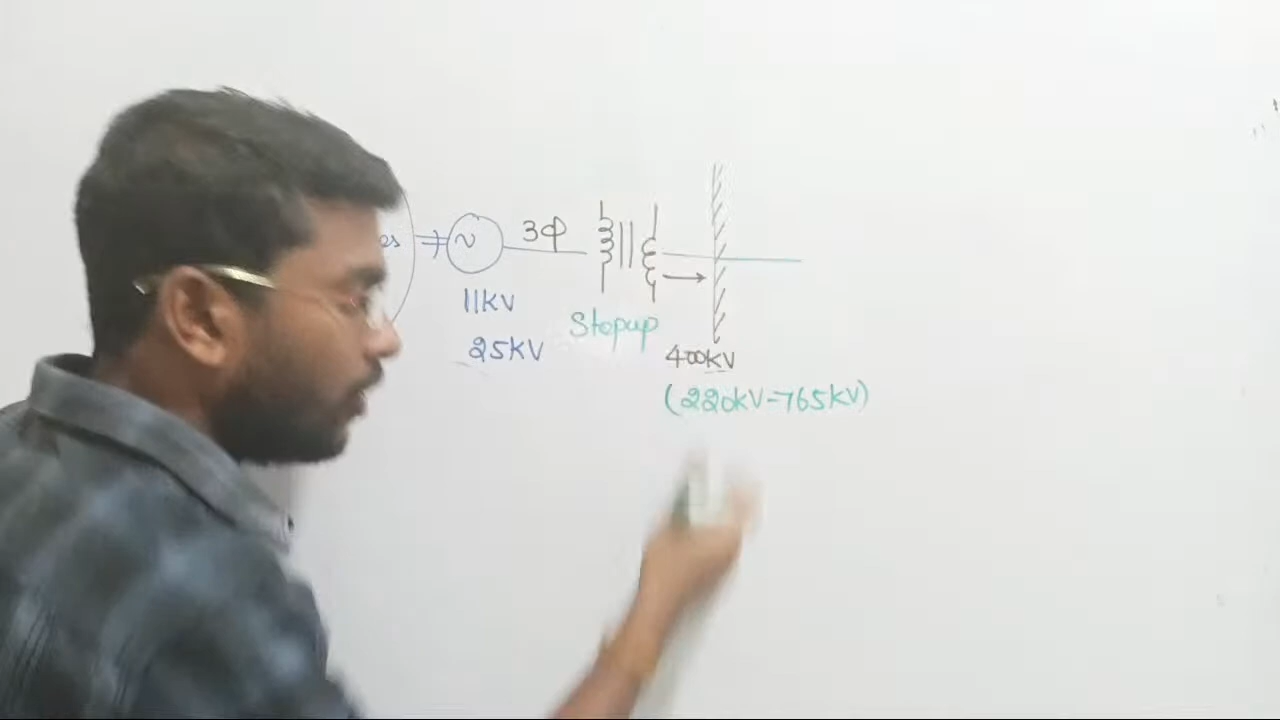 3Φ
11KV
25KV
Stepup
400KV
(220KV-765KV)